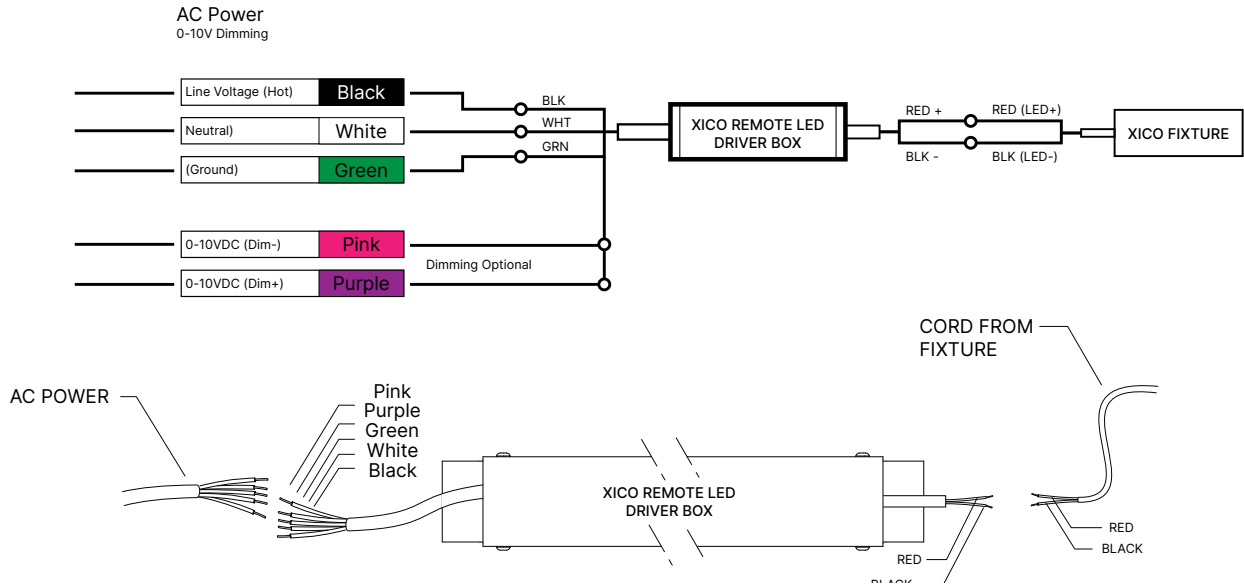 AC Power
0-10V Dimming
Line Voltage (Hot) Black
BLK
Neutral) White
WHT
(Ground) Green
GRN
XICO REMOTE LED
DRIVER BOX
RED + RED (LED+)
BLK - BLK (LED-)
XICO FIXTURE
0-10VDC (Dim-) Pink
Dimming Optional
0-10VDC (Dim+) Purple
CORD FROM
FIXTURE
AC POWER
Pink
Purple
Green
White
Black
XICO REMOTE LED
DRIVER BOX
RED
BLACK
RED
BLACK